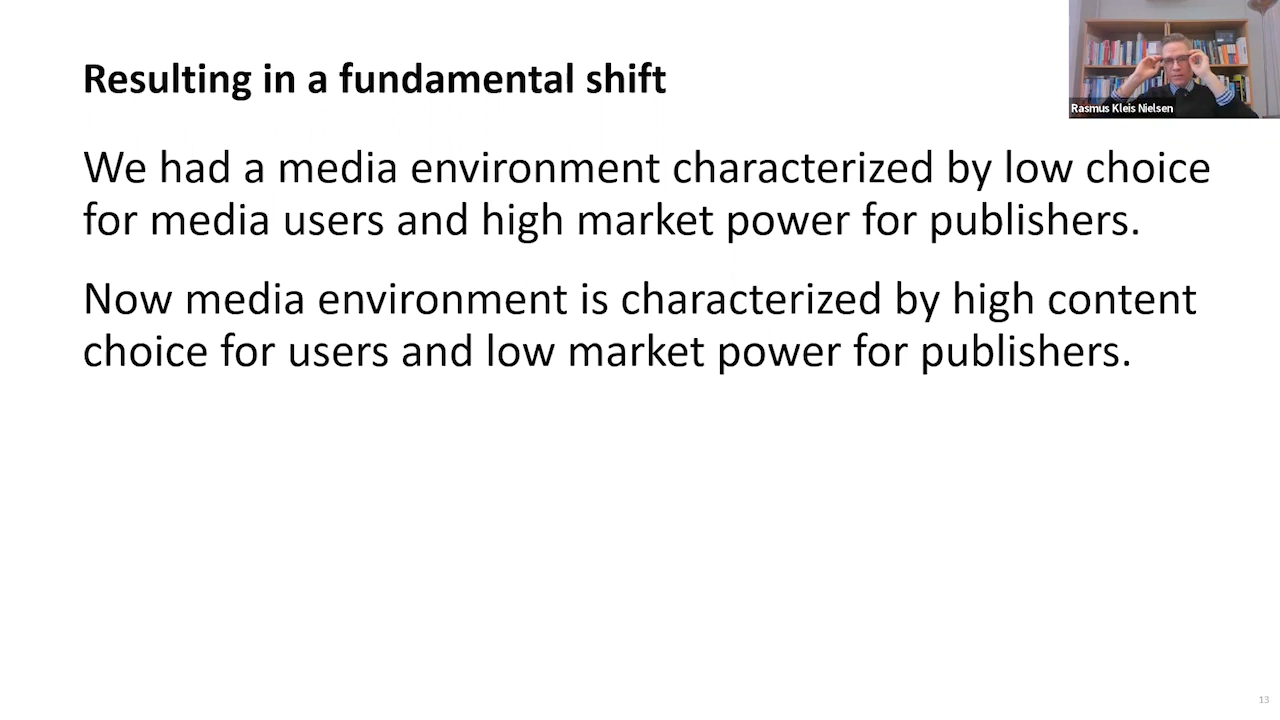 Resulting in a fundamental shift
Rasmus Kleis Nielsen
We had a media environment characterized by low choice
for media users and high market power for publishers.
Now media environment is characterized by high content
choice for users and low market power for publishers.
13